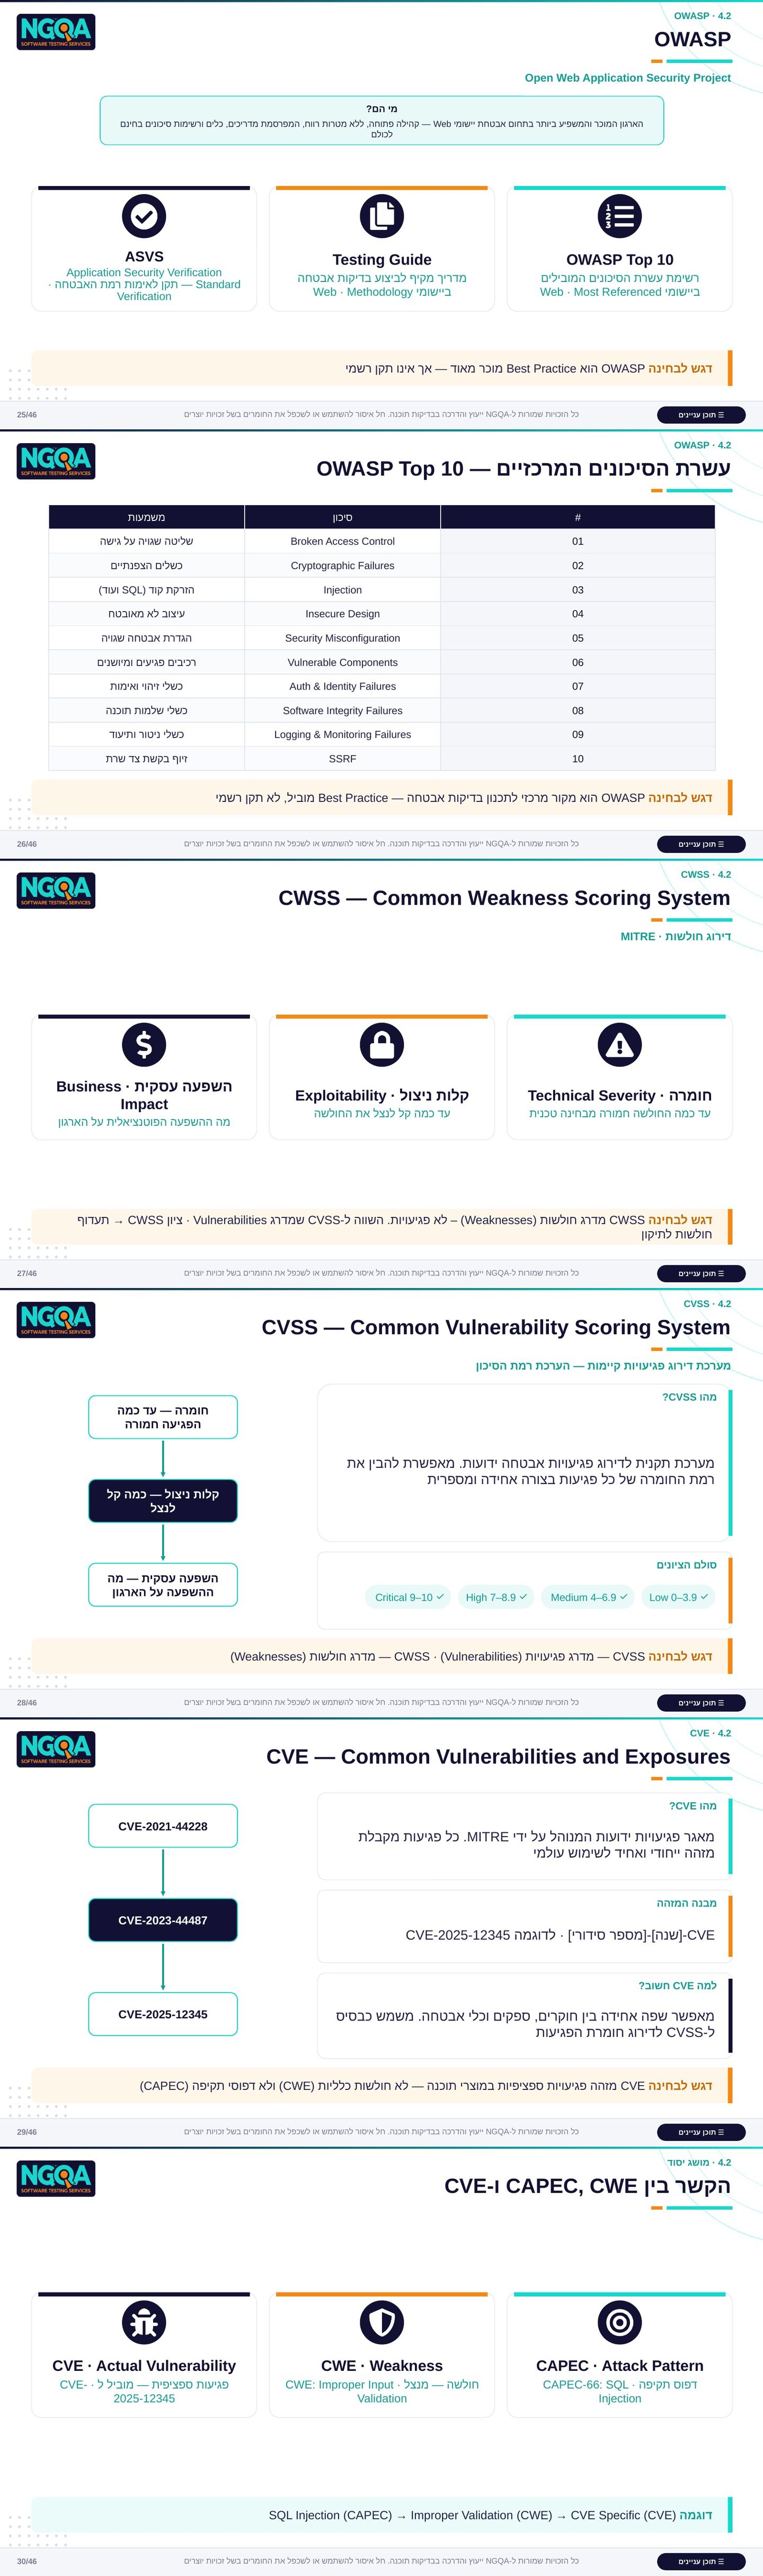 NGQA
SOFTWARE TESTING SERVICES
4.2 · OWASP
OWASP
Open Web Application Security Project
מי הם?
הארגון המוכר והמשפיע ביותר בתחום אבטחת יישומי Web — קהילה פתוחה, ללא מטרות רווח, המפרסמת מדריכים, כלים ורשימות סיכונים בחינם
לכולם
OWASP Top 10
רשימת עשרת הסיכונים המובילים
ביישומי Web · Most Referenced
Testing Guide
מדריך מקיף לביצוע בדיקות אבטחה
ביישומי Web · Methodology
ASVS
Application Security Verification
Standard — תקן לאימות רמת האבטחה ·
Verification
דגש לבחינה OWASP הוא Best Practice מוכר מאוד — אך אינו תקן רשמי
☰ תוכן עניינים
כל הזכויות שמורות ל-NGQA ייעוץ והדרכה בבדיקות תוכנה. חל איסור להשתמש או לשכפל את החומרים בשל זכויות יוצרים
25/46
NGQA
SOFTWARE TESTING SERVICES
4.2 · OWASP
עשרת הסיכונים המרכזיים — OWASP Top 10
# סיכון משמעות
01 Broken Access Control שליטה שגויה על גישה
02 Cryptographic Failures כשלים הצפנתיים
03 Injection הזרקת קוד (SQL ועוד)
04 Insecure Design עיצוב לא מאובטח
05 Security Misconfiguration הגדרת אבטחה שגויה
06 Vulnerable Components רכיבים פגיעים ומיושנים
07 Auth & Identity Failures כשלי זיהוי ואימות
08 Software Integrity Failures כשלי שלמות תוכנה
09 Logging & Monitoring Failures כשלי ניטור ותיעוד
10 SSRF זיוף בקשת צד שרת
דגש לבחינה OWASP הוא מקור מרכזי לתכנון בדיקות אבטחה — Best Practice מוביל, לא תקן רשמי
☰ תוכן עניינים
כל הזכויות שמורות ל-NGQA ייעוץ והדרכה בבדיקות תוכנה. חל איסור להשתמש או לשכפל את החומרים בשל זכויות יוצרים
26/46
NGQA
SOFTWARE TESTING SERVICES
4.2 · CWSS
CWSS — Common Weakness Scoring System
דירוג חולשות · MITRE
חומרה · Technical Severity
עד כמה החולשה חמורה מבחינה טכנית
קלות ניצול · Exploitability
עד כמה קל לנצל את החולשה
השפעה עסקית · Business
Impact
מה ההשפעה הפוטנציאלית על הארגון
דגש לבחינה CWSS מדרג חולשות (Weaknesses) – לא פגיעויות. השווה ל-CVSS שמדרג Vulnerabilities · ציון CWSS → תעדוף
חולשות לתיקון
☰ תוכן עניינים
כל הזכויות שמורות ל-NGQA ייעוץ והדרכה בבדיקות תוכנה. חל איסור להשתמש או לשכפל את החומרים בשל זכויות יוצרים
27/46
NGQA
SOFTWARE TESTING SERVICES
4.2 · CVSS
CVSS — Common Vulnerability Scoring System
מערכת דירוג פגיעויות קיימות — הערכת רמת הסיכון
מהו CVSS?
מערכת תקנית לדירוג פגיעויות אבטחה ידועות. מאפשרת להבין את
רמת החומרה של כל פגיעות בצורה אחידה ומספרית
סולם הציונים
✓ Low 0–3.9 ✓ Medium 4–6.9 ✓ High 7–8.9 ✓ Critical 9–10
חומרה — עד כמה
הפגיעה חמורה
קלות ניצול — כמה קל
לנצל
השפעה עסקית — מה
ההשפעה על הארגון
דגש לבחינה CVSS — מדרג פגיעויות (Vulnerabilities) · CWSS — מדרג חולשות (Weaknesses)
☰ תוכן עניינים
כל הזכויות שמורות ל-NGQA ייעוץ והדרכה בבדיקות תוכנה. חל איסור להשתמש או לשכפל את החומרים בשל זכויות יוצרים
28/46
NGQA
SOFTWARE TESTING SERVICES
4.2 · CVE
CVE — Common Vulnerabilities and Exposures
מהו CVE?
מאגר פגיעויות ידועות המנוהל על ידי MITRE. כל פגיעות מקבלת
מזהה ייחודי ואחיד לשימוש עולמי
מבנה המזהה
CVE-[שנה]-[מספר סידורי] · לדוגמה CVE-2025-12345
למה CVE חשוב?
מאפשר שפה אחידה בין חוקרים, ספקים וכלי אבטחה. משמש כבסיס
ל-CVSS לדירוג חומרת הפגיעות
CVE-2021-44228
CVE-2023-44487
CVE-2025-12345
דגש לבחינה CVE מזהה פגיעויות ספציפיות במוצרי תוכנה — לא חולשות כלליות (CWE) ולא דפוסי תקיפה (CAPEC)
☰ תוכן עניינים
כל הזכויות שמורות ל-NGQA ייעוץ והדרכה בבדיקות תוכנה. חל איסור להשתמש או לשכפל את החומרים בשל זכויות יוצרים
29/46
NGQA
SOFTWARE TESTING SERVICES
4.2 · מושג יסוד
הקשר בין CAPEC, CWE ו-CVE
CAPEC · Attack Pattern
דפוס תקיפה · CAPEC-66: SQL
Injection
CWE · Weakness
חולשה — מנצל · CWE: Improper Input
Validation
CVE · Actual Vulnerability
פגיעות ספציפית — מוביל ל · CVE-
2025-12345
דוגמה SQL Injection (CAPEC) → Improper Validation (CWE) → CVE Specific (CVE)
☰ תוכן עניינים
כל הזכויות שמורות ל-NGQA ייעוץ והדרכה בבדיקות תוכנה. חל איסור להשתמש או לשכפל את החומרים בשל זכויות יוצרים
30/46